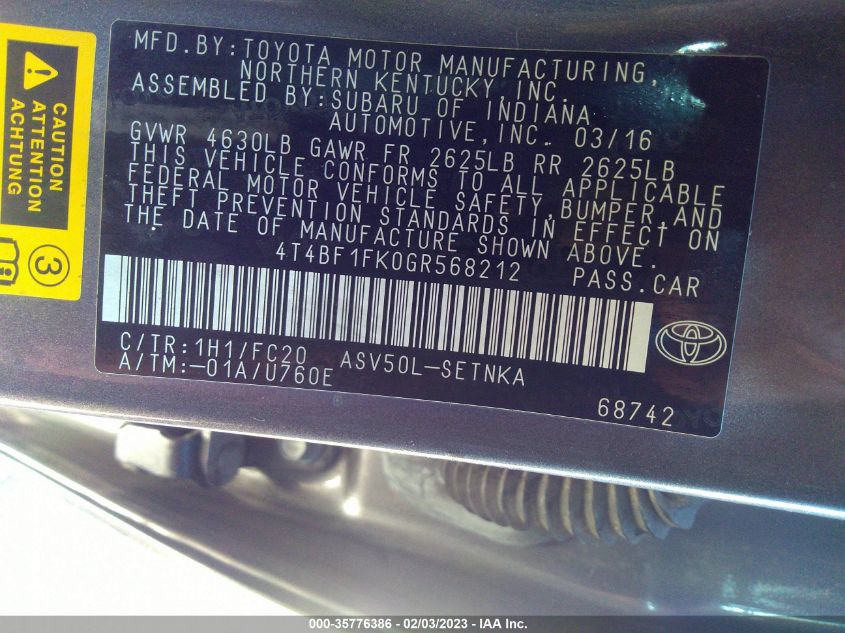 CAUTION
ACHTUNG
ATTENTION
3
MFD.BY:TOYOTA MOTOR MANUFACTURING,
NORTHERN KENTUCKY,INC.
ASSEMBLED BY:SUBARU OF INDIANA
AUTOMOTIVE,INC. 03/16
GVWR 4630LB GAWR FR 2625LB RR 2625LB
THIS VEHICLE CONFORMS TO ALL APPLICABLE
FEDERAL MOTOR VEHICLE SAFETY,BUMPER,AND
THEFT PREVENTION STANDARDS IN EFFECT ON
THE DATE OF MANUFACTURE SHOWN ABOVE.
4T4BF1FK0GR568212 PASS.CAR
C/TR:1H1/FC20 ASV50L-SETNKA
A/TM:-01A/U760E
68742
000-35776386 - 02/03/2023 - IAA Inc.